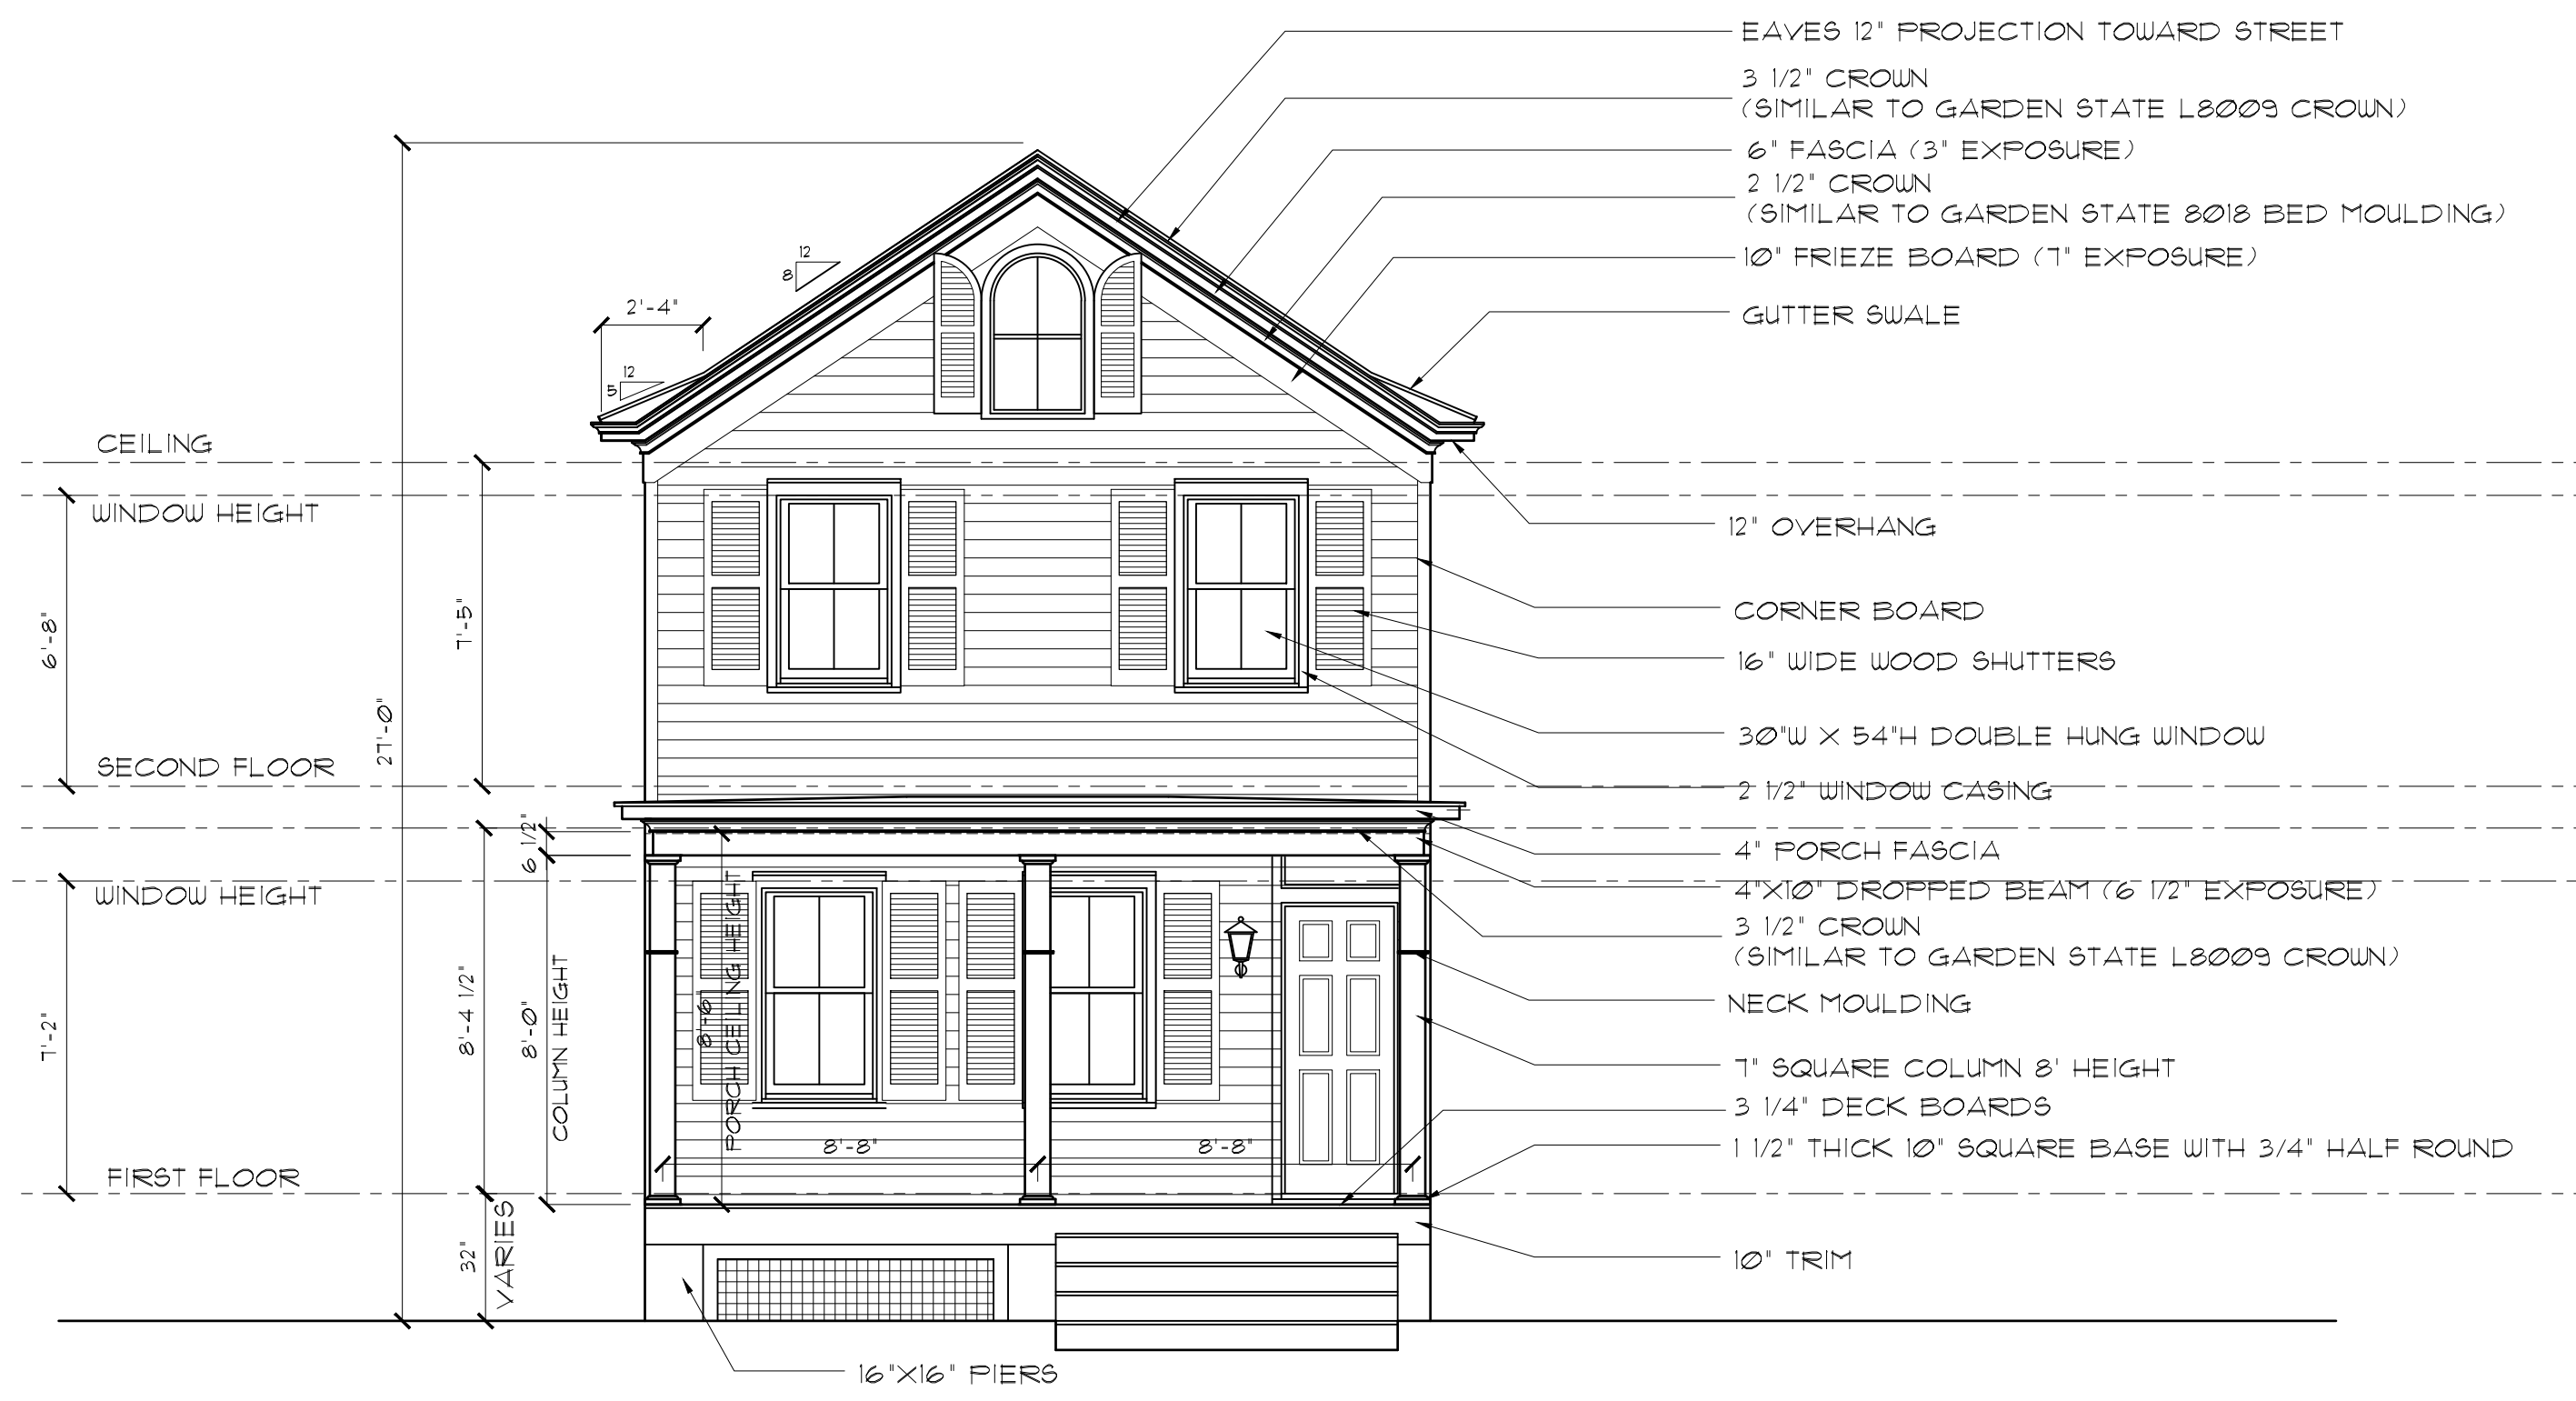 EAVES 12" PROJECTION TOWARD STREET
3 1/2" CROWN
(SIMILAR TO GARDEN STATE L8009 CROWN)
6" FASCIA (3" EXPOSURE)
2 1/2" CROWN
(SIMILAR TO GARDEN STATE 8018 BED MOULDING)
10" FRIEZE BOARD (7" EXPOSURE)
GUTTER SWALE
12
8
2'-4"
12
5
CEILING
WINDOW HEIGHT
12" OVERHANG
CORNER BOARD
16" WIDE WOOD SHUTTERS
30"W X 54"H DOUBLE HUNG WINDOW
2 1/2" WINDOW CASING
6'-8"
7'-5"
27'-0"
SECOND FLOOR
6 1/2"
4" PORCH FASCIA
4"X10" DROPPED BEAM (6 1/2" EXPOSURE)
3 1/2" CROWN
(SIMILAR TO GARDEN STATE L8009 CROWN)
NECK MOULDING
7" SQUARE COLUMN 8' HEIGHT
3 1/4" DECK BOARDS
1 1/2" THICK 10" SQUARE BASE WITH 3/4" HALF ROUND
10" TRIM
WINDOW HEIGHT
7'-2"
8'-4 1/2"
8'-0"
COLUMN HEIGHT
8'-6"
PORCH CEILING HEIGHT
8'-8"
8'-8"
FIRST FLOOR
32"
VARIES
16"X16" PIERS